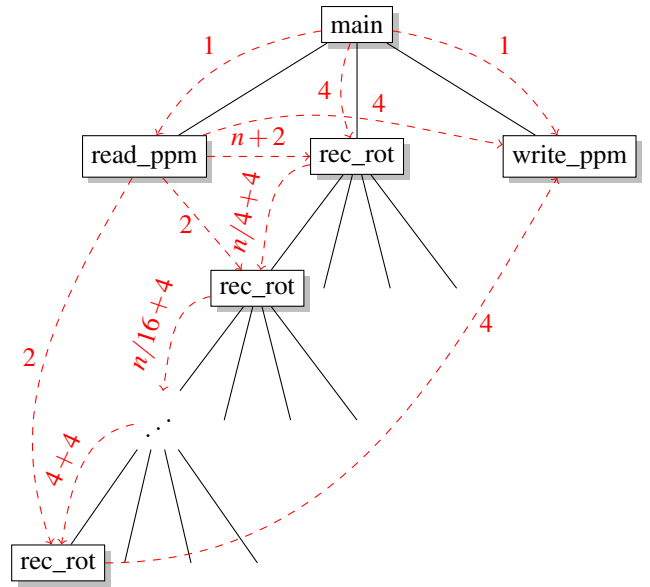 main
1
4
1
4
read_ppm
n+2
rec_rot
write_ppm
2
n/4+4
rec_rot
n/16+4
4
2
⋰
4+4
rec_rot